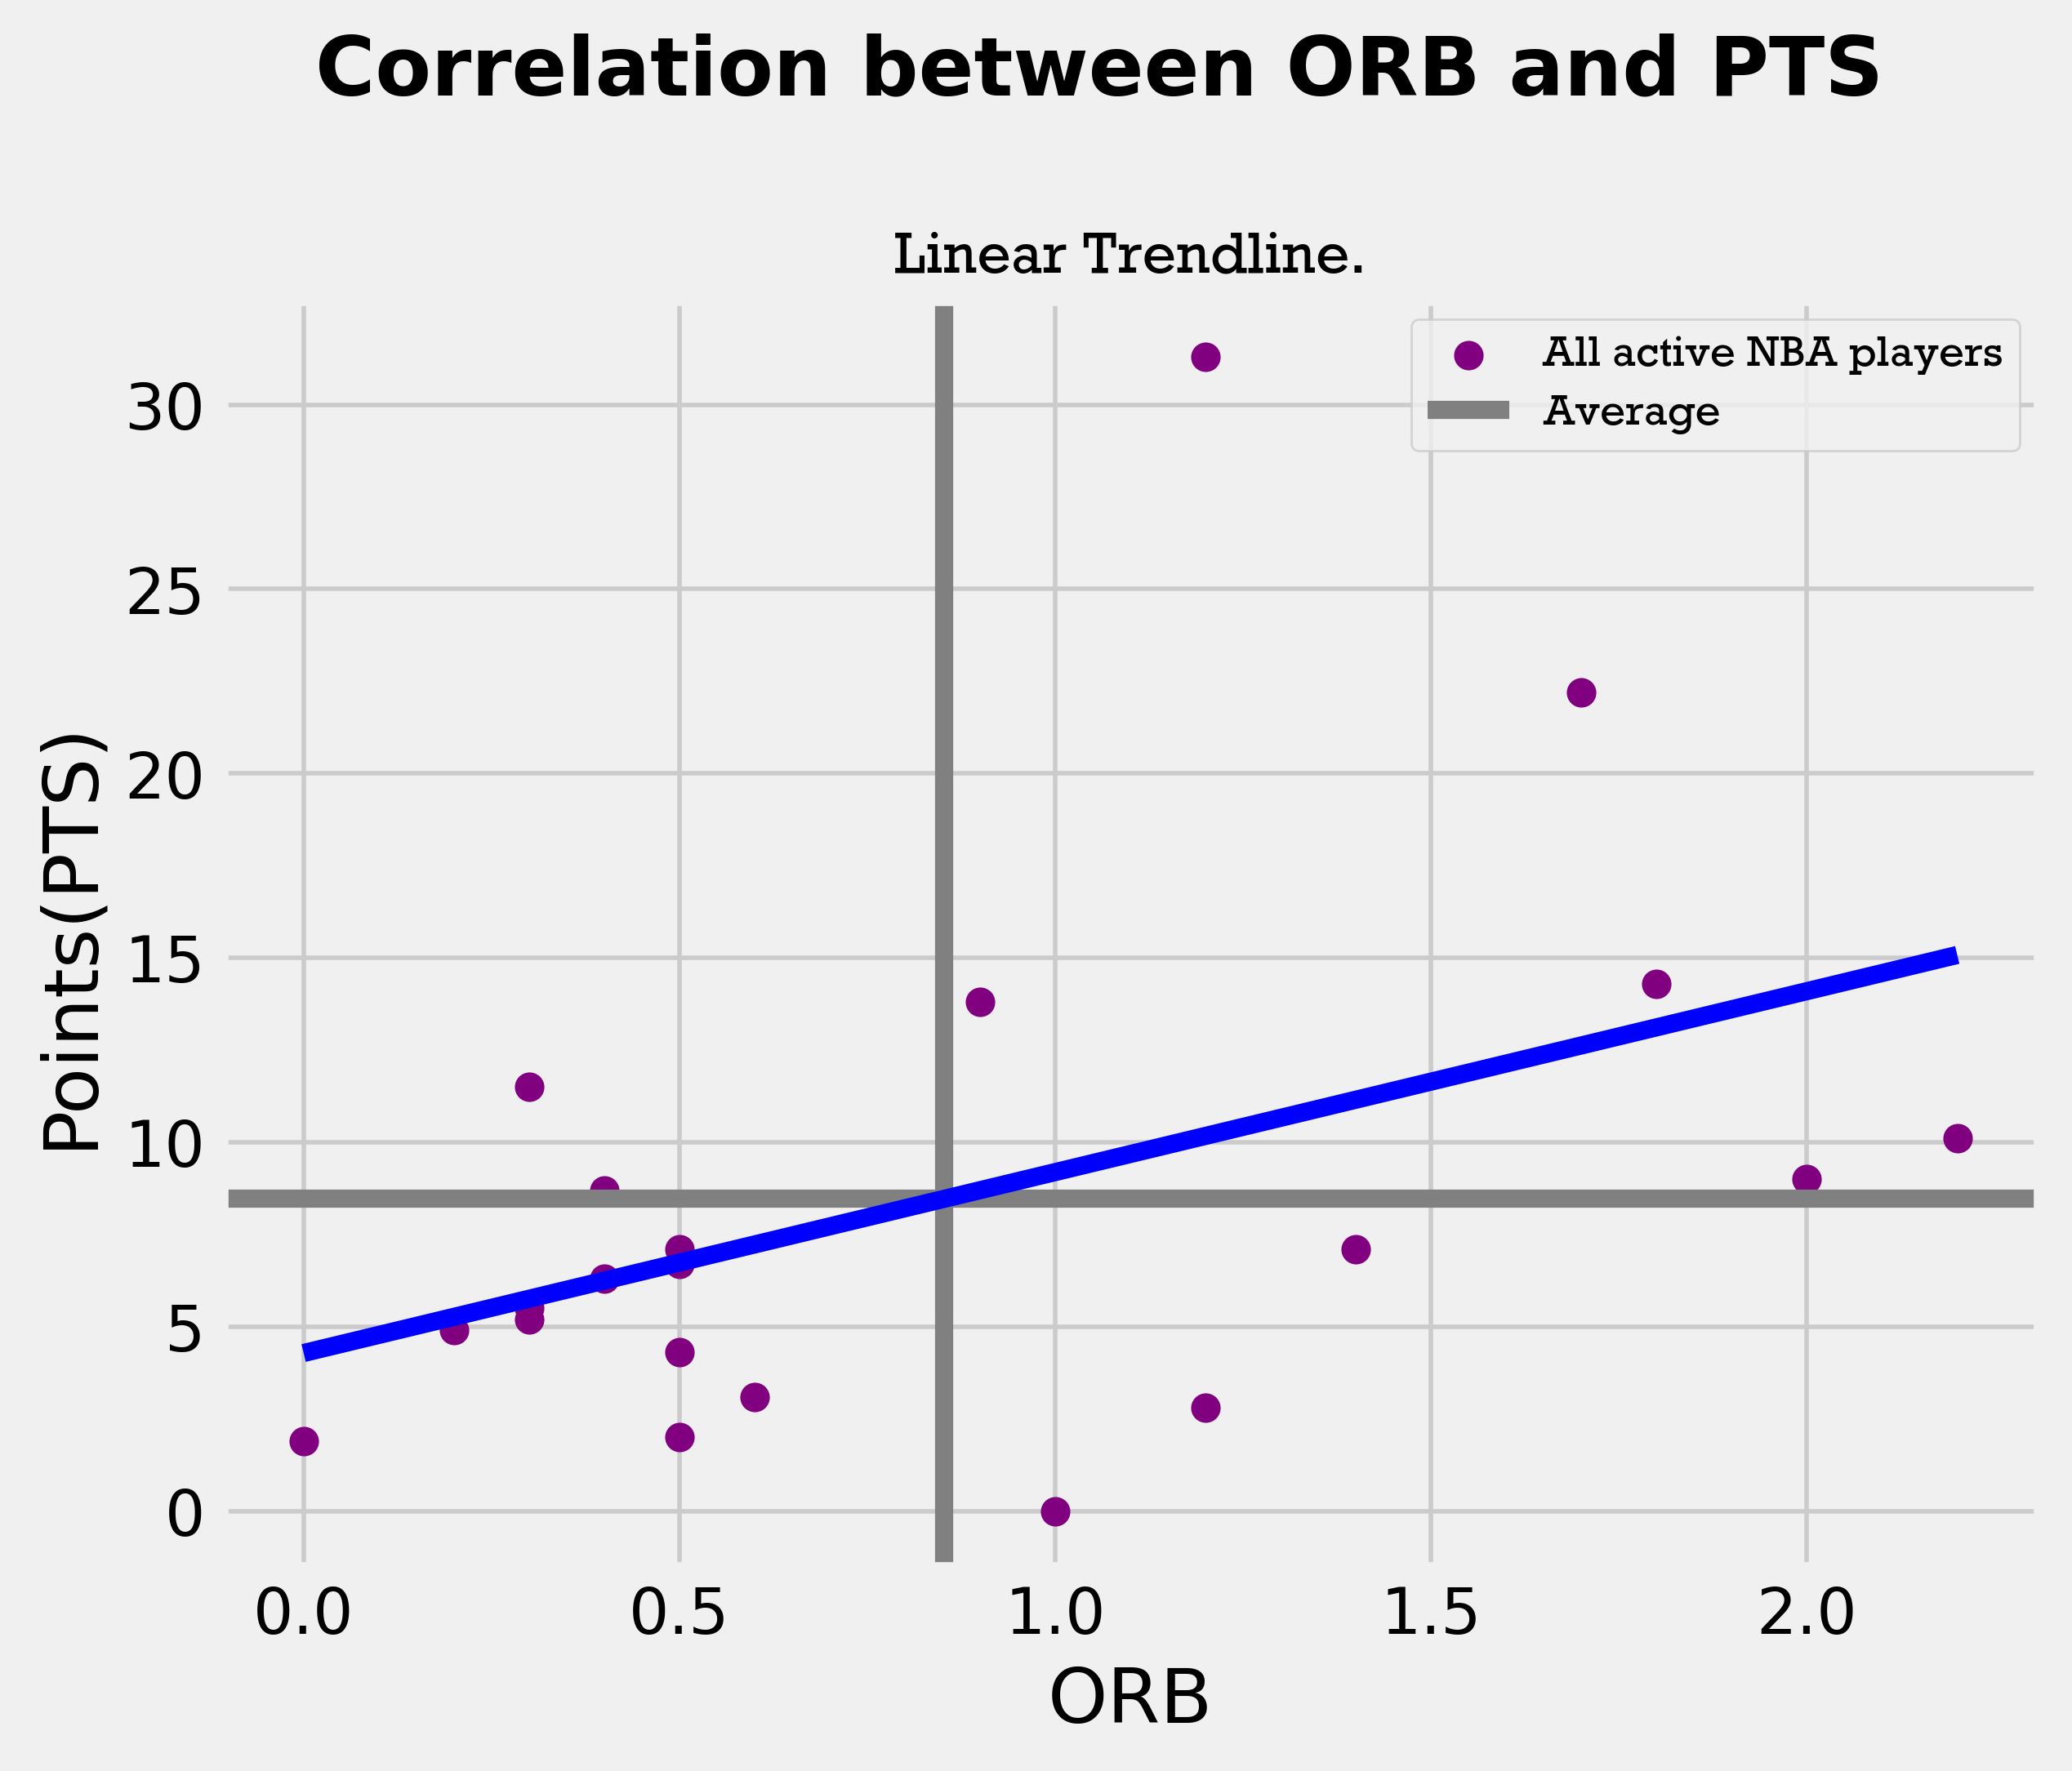 Correlation between ORB and PTS
Linear Trendline.
All active NBA players
Average
30
25
20
15
10
5
0
Points(PTS)
0.0 0.5 1.0 1.5 2.0
ORB